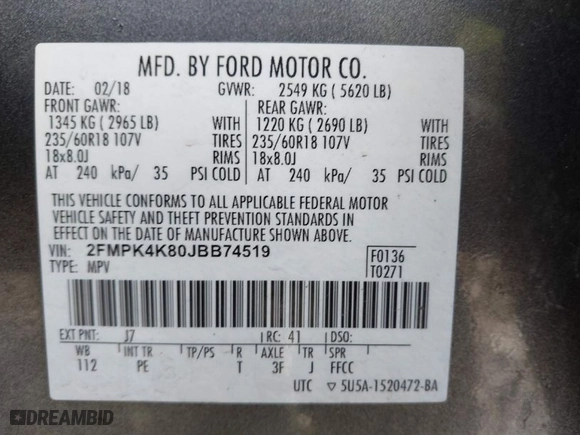 MFD. BY FORD MOTOR CO.
DATE: 02/18 GVWR: 2549 KG ( 5620 LB)
FRONT GAWR: REAR GAWR:
1345 KG ( 2965 LB) WITH 1220 KG ( 2690 LB) WITH
235/60R18 107V TIRES 235/60R18 107V TIRES
18x8.0J RIMS 18x8.0J RIMS
AT 240 kPa/ 35 PSI COLD AT 240 kPa/ 35 PSI COLD
THIS VEHICLE CONFORMS TO ALL APPLICABLE FEDERAL MOTOR
VEHICLE SAFETY AND THEFT PREVENTION STANDARDS IN
EFFECT ON THE DATE OF MANUFACTURE SHOWN ABOVE.
VIN: 2FMPK4K80JBB74519 F0136
TYPE: MPV T0271
EXT PNT: J7 RC: 41 DSO:
WB INT TR TP/PS R AXLE TR SPR
112 PE T 3F J FFCC
UTC ▽ 5U5A-1520472-BA
DREAMBID